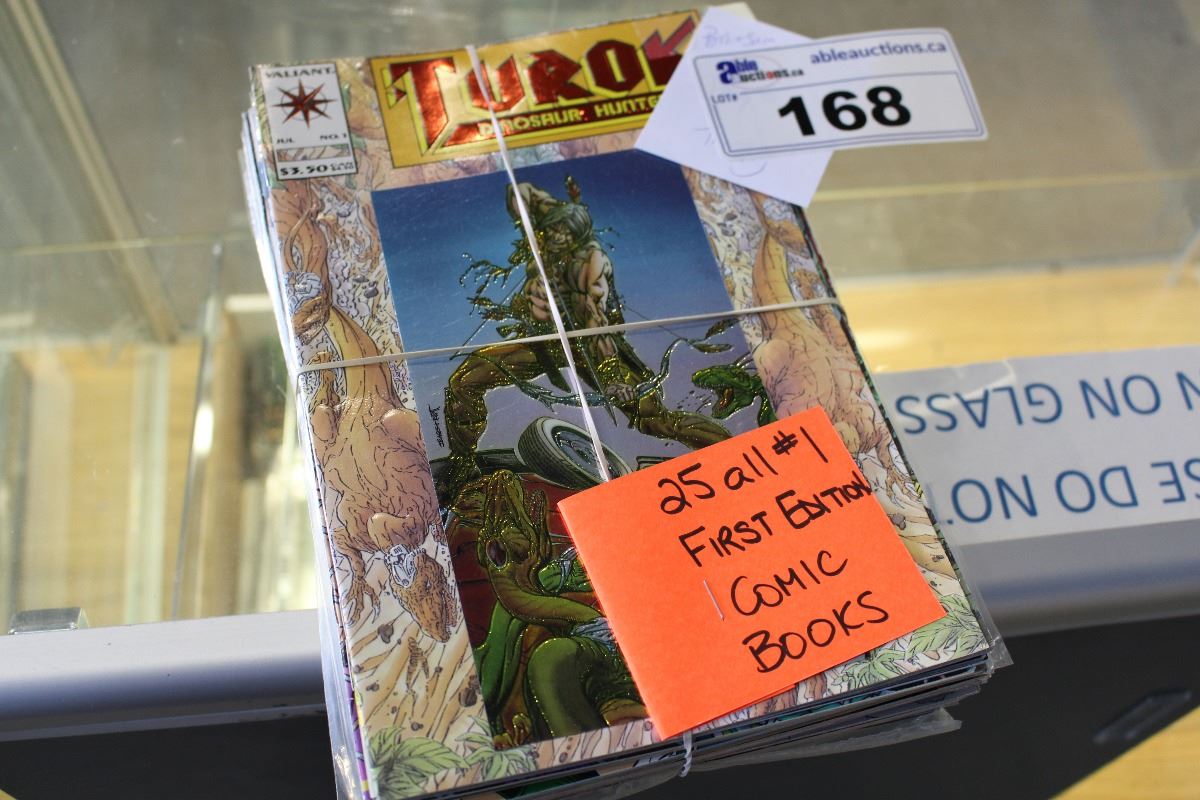 VALIANT
JUL NO. 1
$3.50
TUROK
DINOSAUR HUNTE
able auctions.ca
ableauctions.ca
LOT#
168
25 all #1
FIRST EDITION
COMIC
BOOKS
N ON GLASS
SE DO NOT